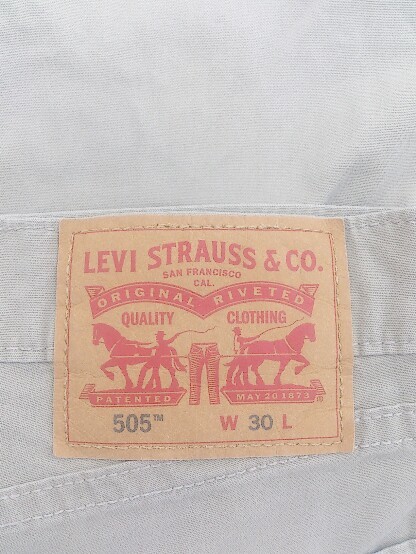 LEVI STRAUSS & CO.
SAN FRANCISCO
CAL.
ORIGINAL RIVETED
QUALITY CLOTHING
PATENTED MAY 20 1873
505™ W 30 L